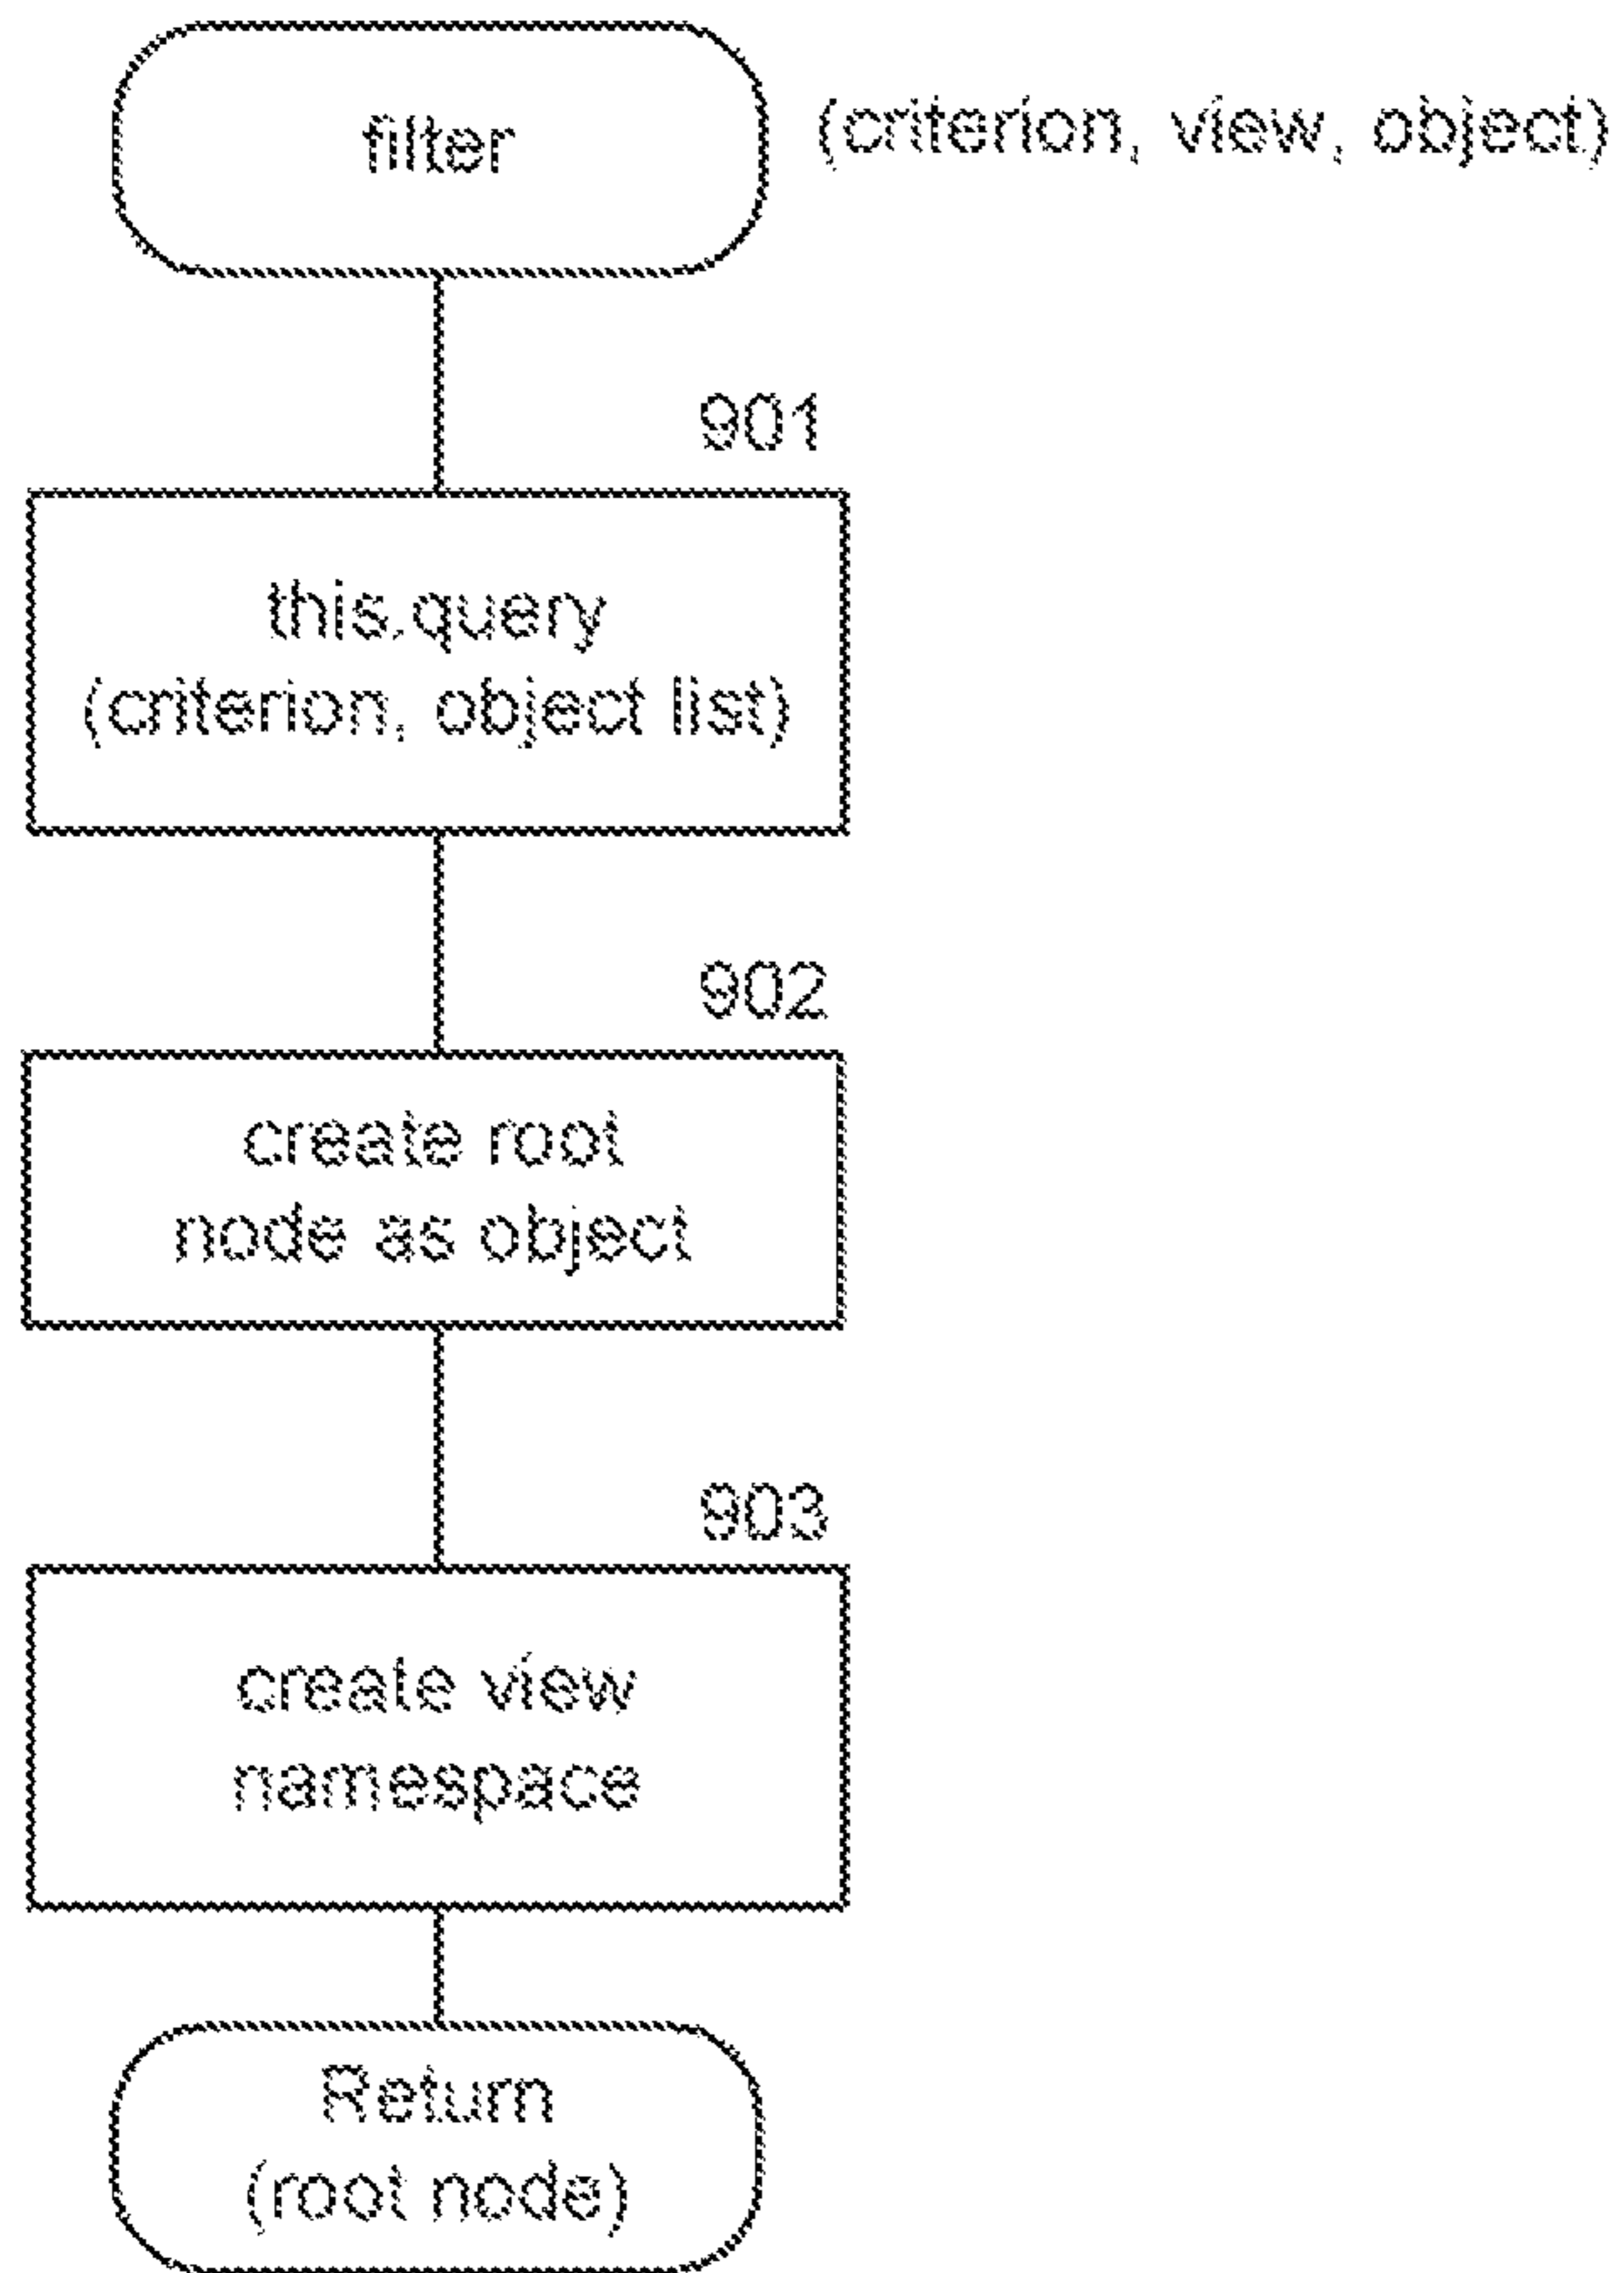 filter
(criterion, view, object)
901
this.query
(criterion, object list)
902
create root
node as object
903
create view
namespace
Return
(root node)